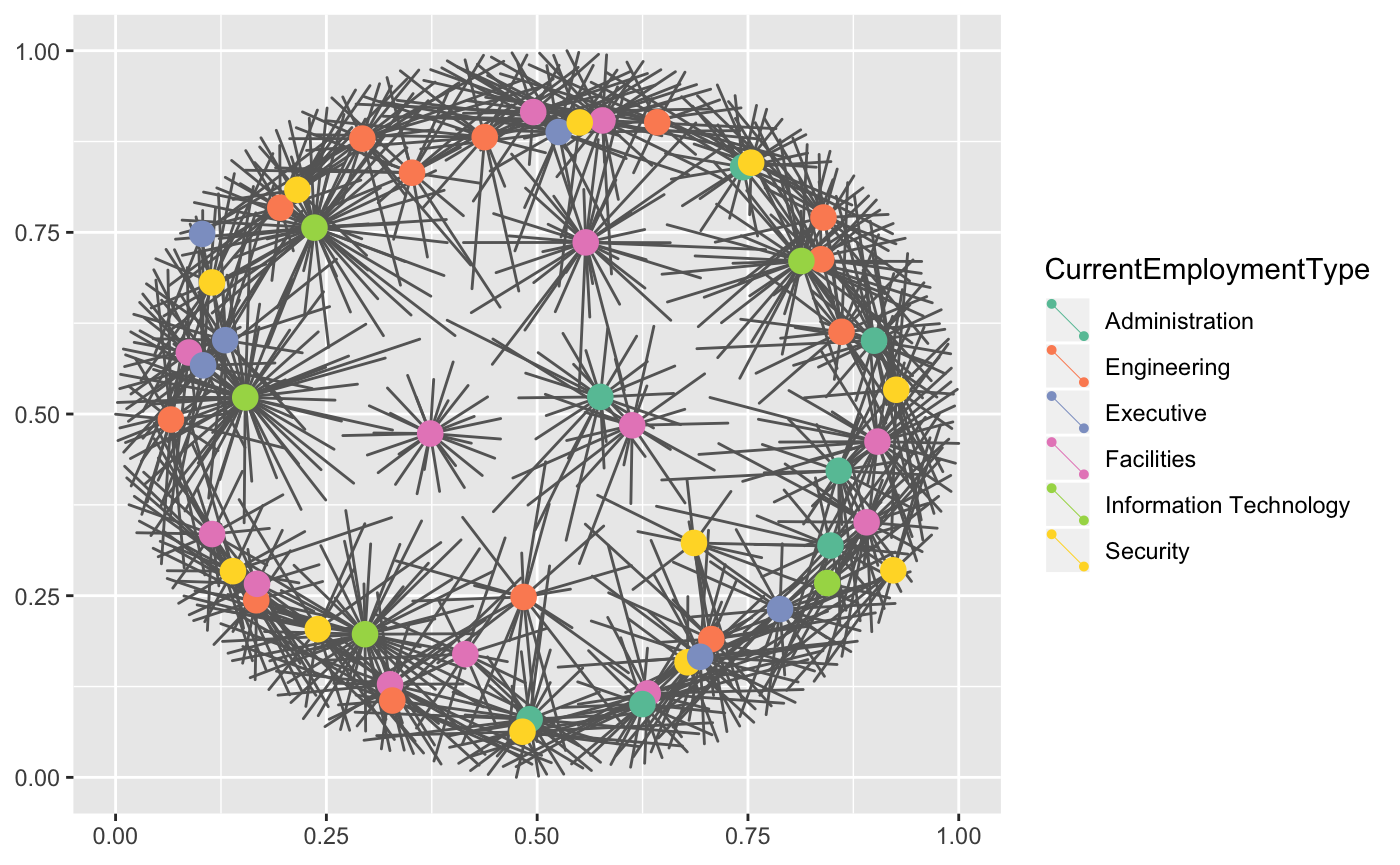 1.00
0.75
0.50
0.25
0.00
0.00 0.25 0.50 0.75 1.00
CurrentEmploymentType
Administration
Engineering
Executive
Facilities
Information Technology
Security